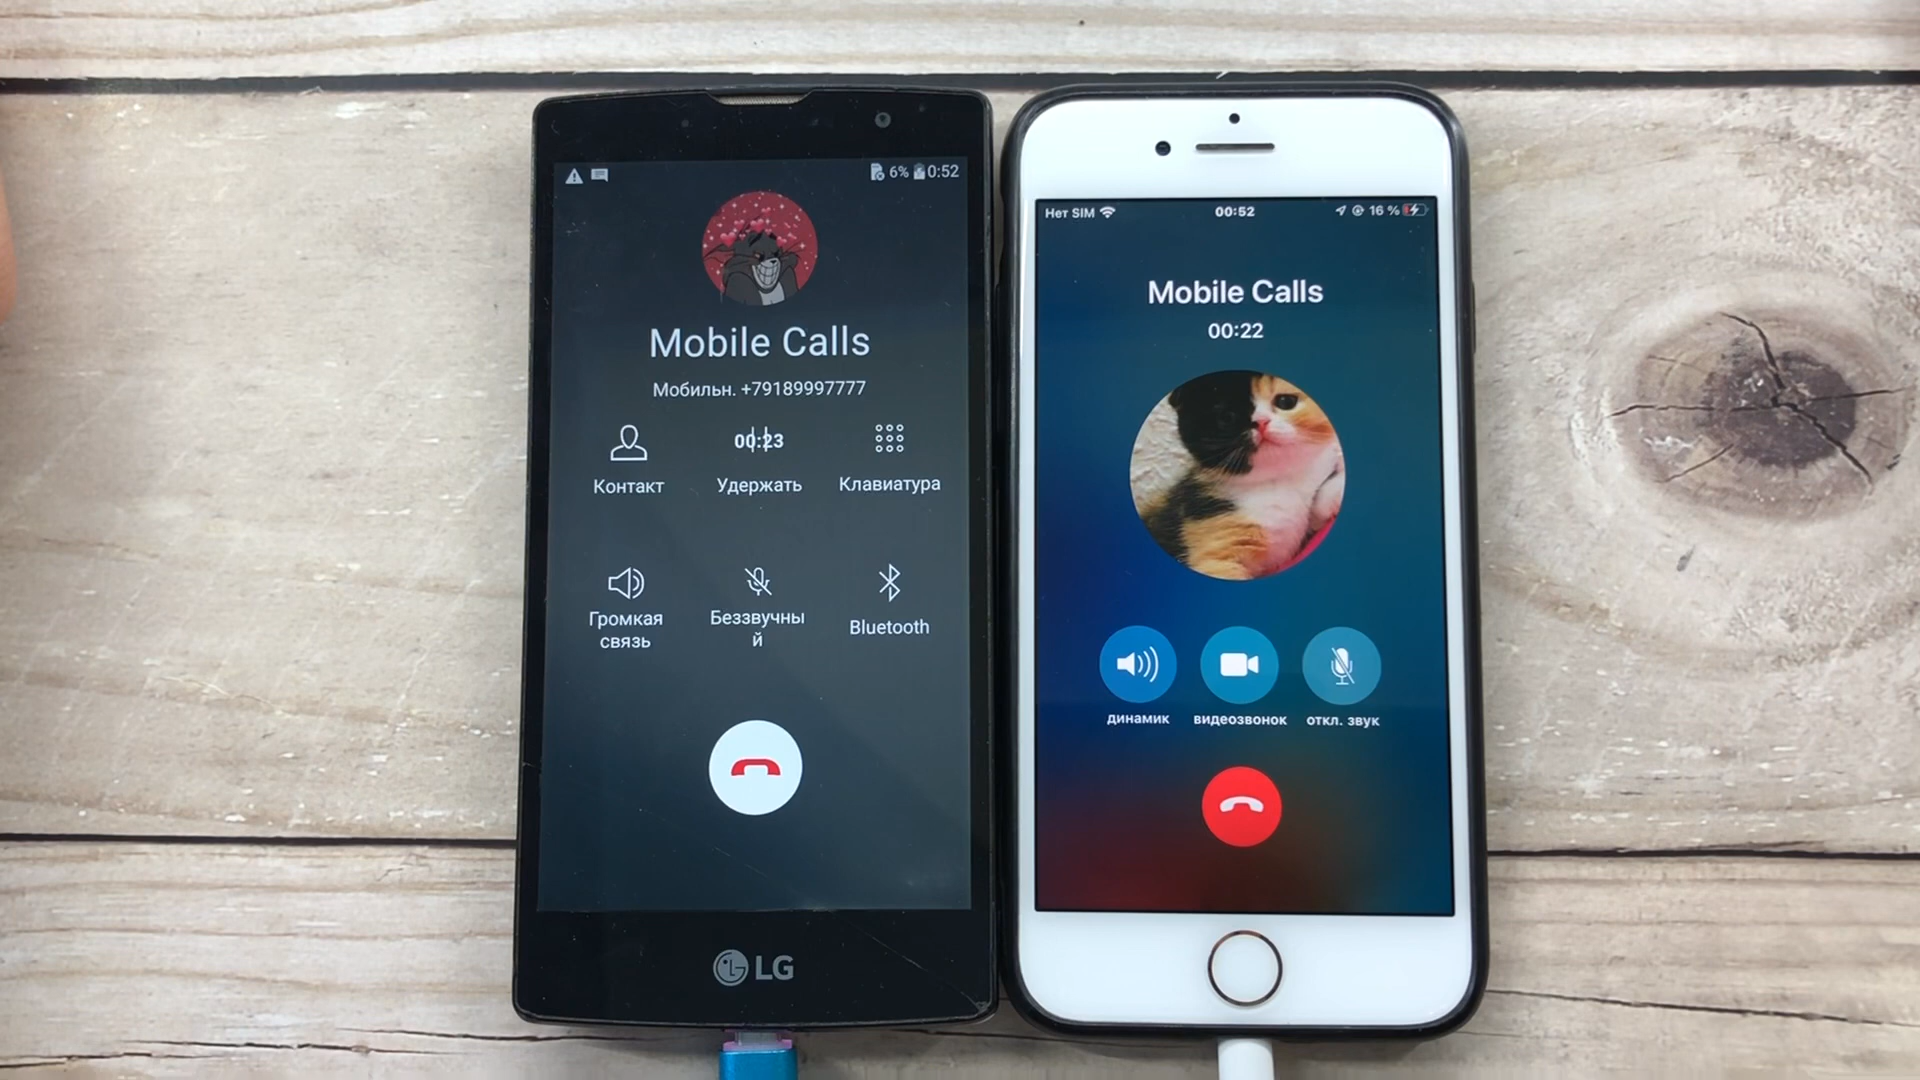 6% 0:52
Mobile Calls
Мобильн. +79189997777
00:23
Контакт
Удержать
Клавиатура
Громкая
связь
Беззвучны
й
Bluetooth
LG
Нет SIM 00:52 16 %
Mobile Calls
00:22
динамик
видеозвонок
откл. звук